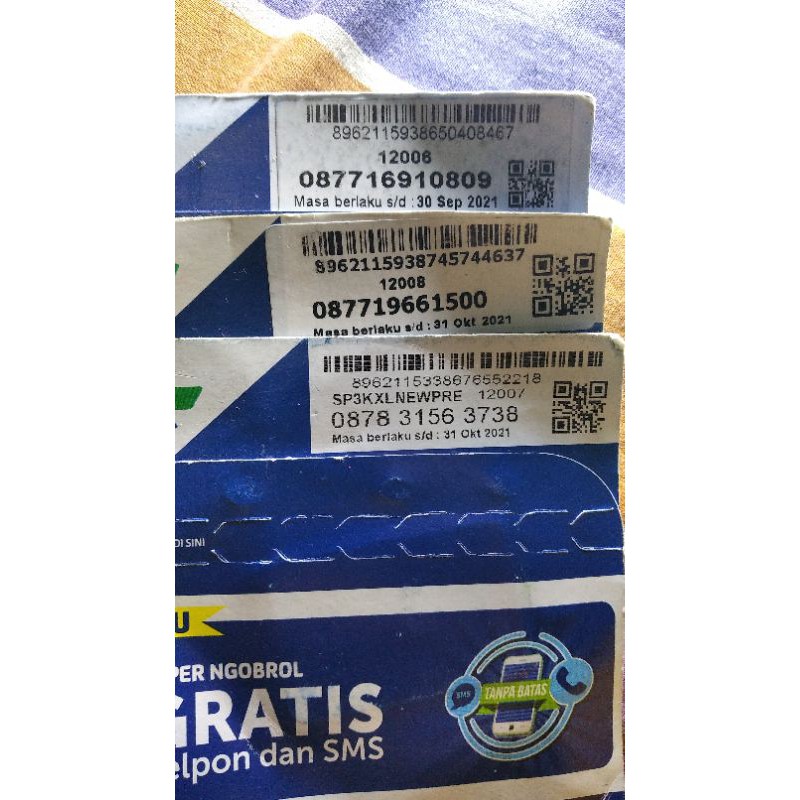 8962115938650408467
12006
087716910809
Masa berlaku s/d : 30 Sep 2021
8962115938745744637
12008
087719661500
Masa berlaku s/d : 31 Okt 2021
8962115338676552218
SP3KXLNEWPRE 12007
0878 3156 3738
Masa berlaku s/d : 31 Okt 2021
DI SINI
U
PER NGOBROL
GRATIS
elpon dan SMS
SMS
TANPA BATAS